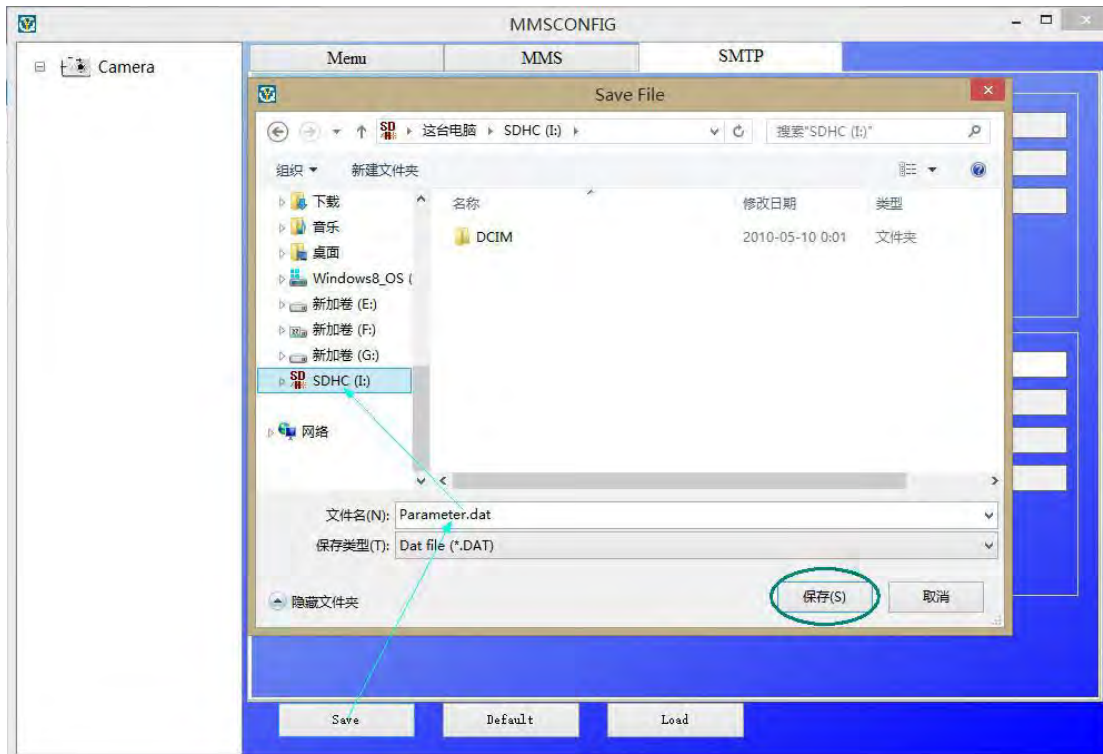 MMSCONFIG
Camera
Menu MMS SMTP
Save File
SD 这台电脑 SDHC (I:)
搜索"SDHC (I:)"
组织 新建文件夹
名称 修改日期 类型
DCIM 2010-05-10 0:01 文件夹
下载
音乐
桌面
Windows8_OS (
新加卷 (E:)
新加卷 (F:)
新加卷 (G:)
SD SDHC (I:)
网络
文件名(N): Parameter.dat
保存类型(T): Dat file (*.DAT)
隐藏文件夹 保存(S) 取消
Save Default Load